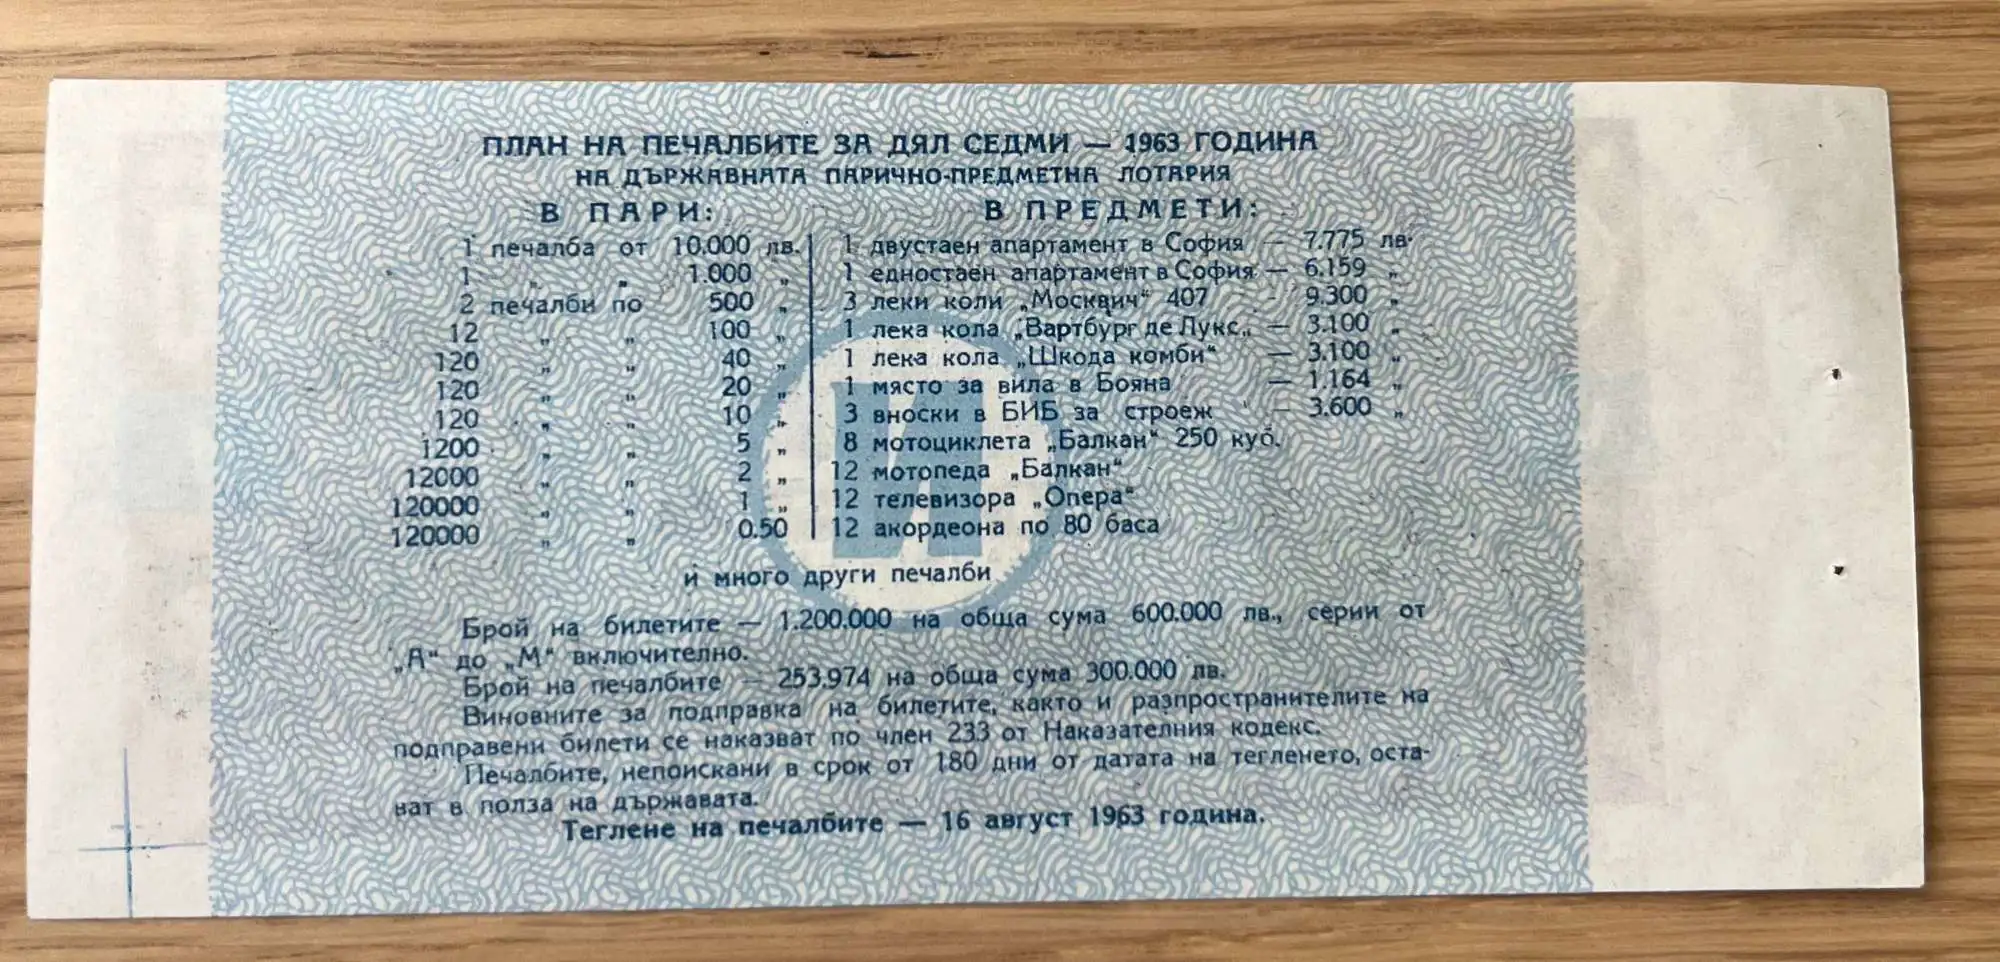 ПЛАН НА ПЕЧАЛБИТЕ ЗА ДЯЛ СЕДМИ — 1963 ГОДИНА
НА ДЪРЖАВНАТА ПАРИЧНО-ПРЕДМЕТНА ЛОТАРИЯ
В ПАРИ:
1 печалба от 10.000 лв.
1 „ „ 1.000 „
2 печалби по 500 „
12 „ „ 100 „
120 „ „ 40 „
120 „ „ 20 „
120 „ „ 10 „
1200 „ „ 5 „
12000 „ „ 2 „
120000 „ „ 1 „
120000 „ „ 0.50
В ПРЕДМЕТИ:
1 двустаен апартамент в София — 7.775 лв.
1 едностаен апартамент в София — 6.159 „
3 леки коли „Москвич“ 407 - 9.300 „
1 лека кола „Вартбург де Лукс„ — 3.100 „
1 лека кола „Шкода комби“ — 3.100 „
1 място за вила в Бояна — 1.164 „
3 вноски в БИБ за строеж — 3.600 „
8 мотоциклета „Балкан“ 250 куб.
12 мотопеда „Балкан“
12 телевизора „Опера“
12 акордеона по 80 баса
и много други печалби
Брой на билетите — 1.200.000 на обща сума 600.000 лв., серии от
„А“ до „М“ включително.
Брой на печалбите — 253.974 на обща сума 300.000 лв.
Виновните за подправка на билетите, както и разпространителите на
подправени билети се наказват по член 233 от Наказателния кодекс.
Печалбите, непоискани в срок от 180 дни от датата на тегленето, оста-
ват в полза на държавата.
Теглене на печалбите — 16 август 1963 година.